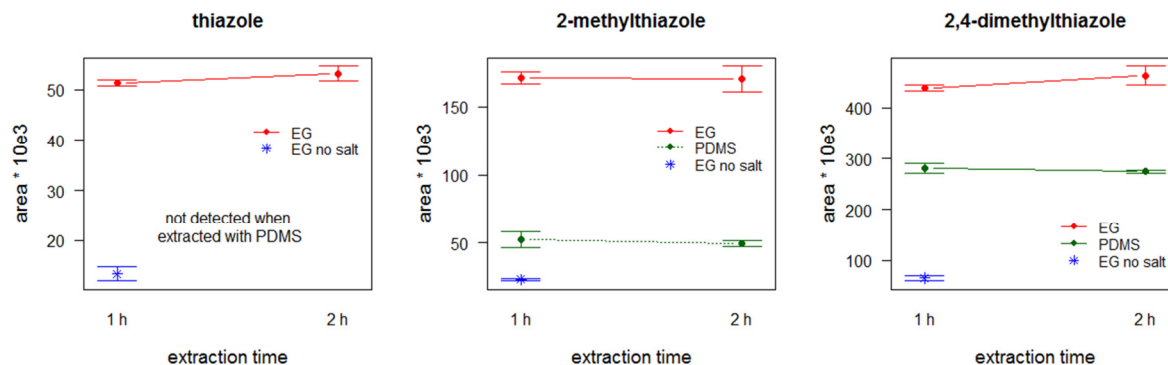 thiazole
area * 10e3
50
40
30
20
EG
EG no salt
not detected when
extracted with PDMS
1 h
2 h
extraction time
2-methylthiazole
area * 10e3
150
100
50
EG
PDMS
EG no salt
1 h
2 h
extraction time
2,4-dimethylthiazole
area * 10e3
400
300
200
100
EG
PDMS
EG no salt
1 h
2 h
extraction time